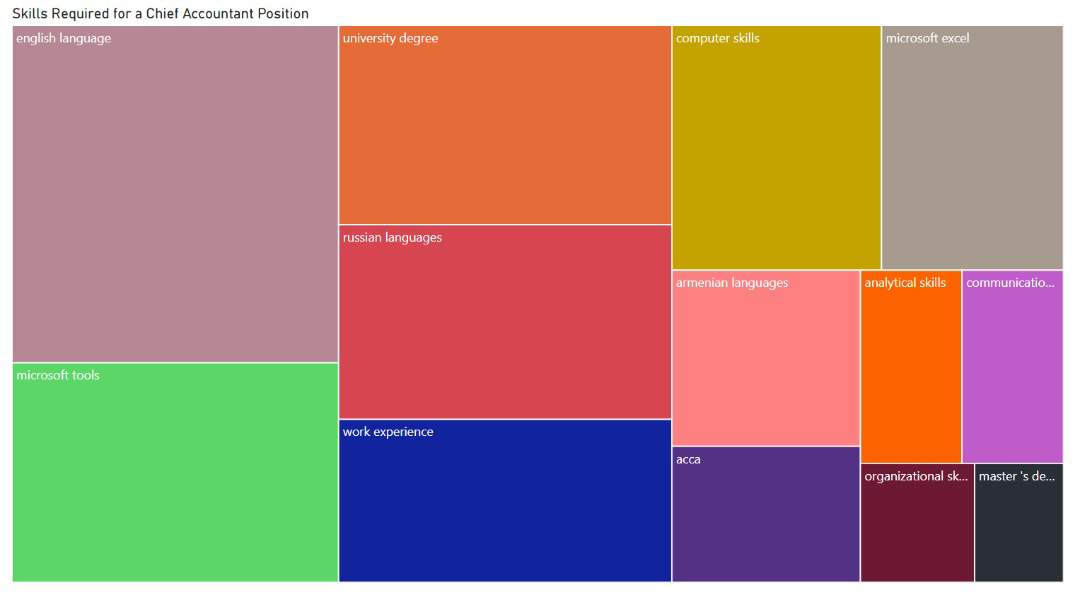 Skills Required for a Chief Accountant Position
english language
university degree
computer skills
microsoft excel
russian languages
armenian languages
analytical skills
communicatio...
microsoft tools
work experience
acca
organizational sk...
master 's de...